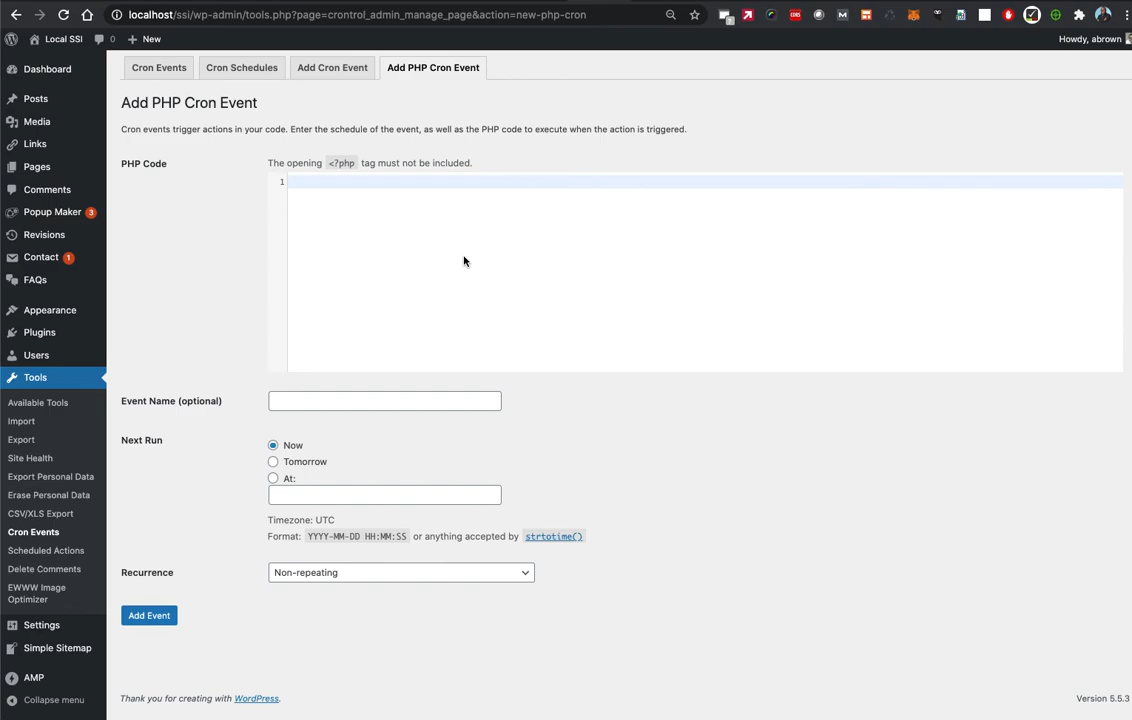 localhost/ssi/wp-admin/tools.php?page=crontrol_admin_manage_page&action=new-php-cron
Local SSI 0 New Howdy, abrown
Dashboard
Posts
Media
Links
Pages
Comments
Popup Maker 3
Revisions
Contact 1
FAQs
Appearance
Plugins
Users
Tools
Available Tools
Import
Export
Site Health
Export Personal Data
Erase Personal Data
CSV/XLS Export
Cron Events
Scheduled Actions
Delete Comments
EWWW Image
Optimizer
Settings
Simple Sitemap
AMP
Collapse menu
Cron Events Cron Schedules Add Cron Event Add PHP Cron Event
Add PHP Cron Event
Cron events trigger actions in your code. Enter the schedule of the event, as well as the PHP code to execute when the action is triggered.
PHP Code The opening <?php tag must not be included.
1
Event Name (optional)
Next Run
Now
Tomorrow
At:
Timezone: UTC
Format: YYYY-MM-DD HH:MM:SS or anything accepted by strtotime()
Recurrence Non-repeating
Add Event
Thank you for creating with WordPress. Version 5.5.3